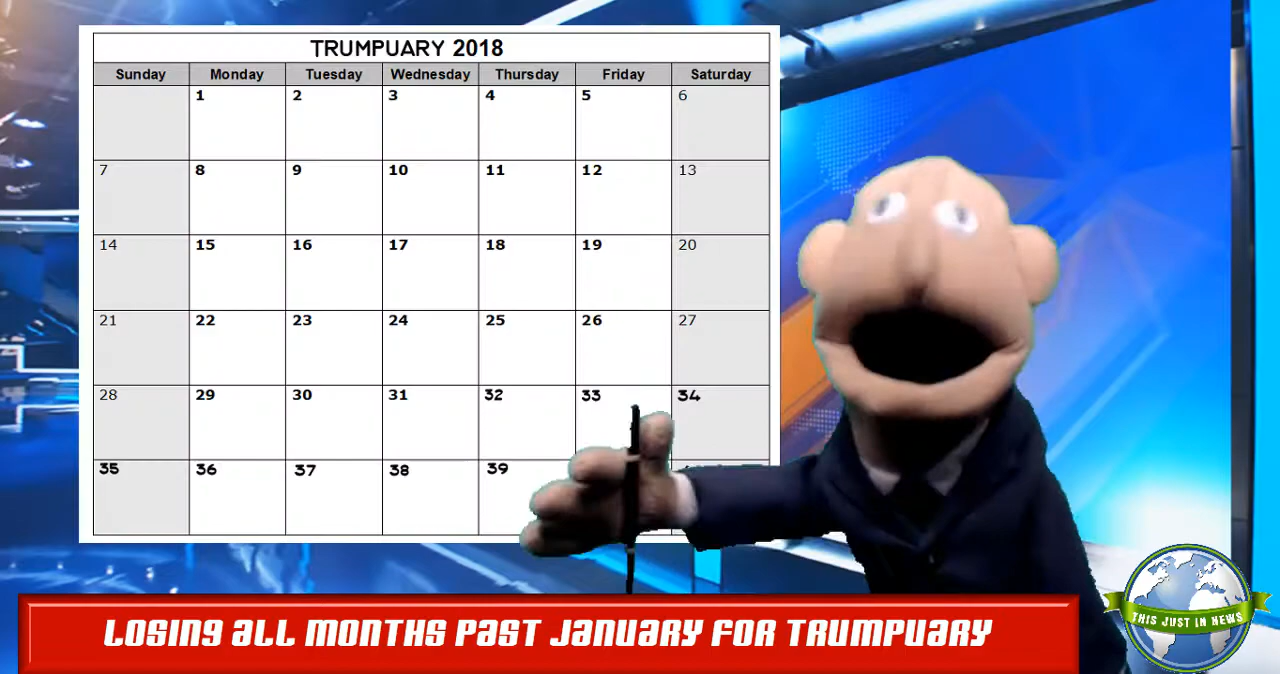 TRUMPUARY 2018
Sunday Monday Tuesday Wednesday Thursday Friday Saturday
1 2 3 4 5 6
7 8 9 10 11 12 13
14 15 16 17 18 19 20
21 22 23 24 25 26 27
28 29 30 31 32 33 34
35 36 37 38 39
LOSING ALL MONTHS PAST JANUARY FOR TRUMPUARY
THIS JUST IN NEWS